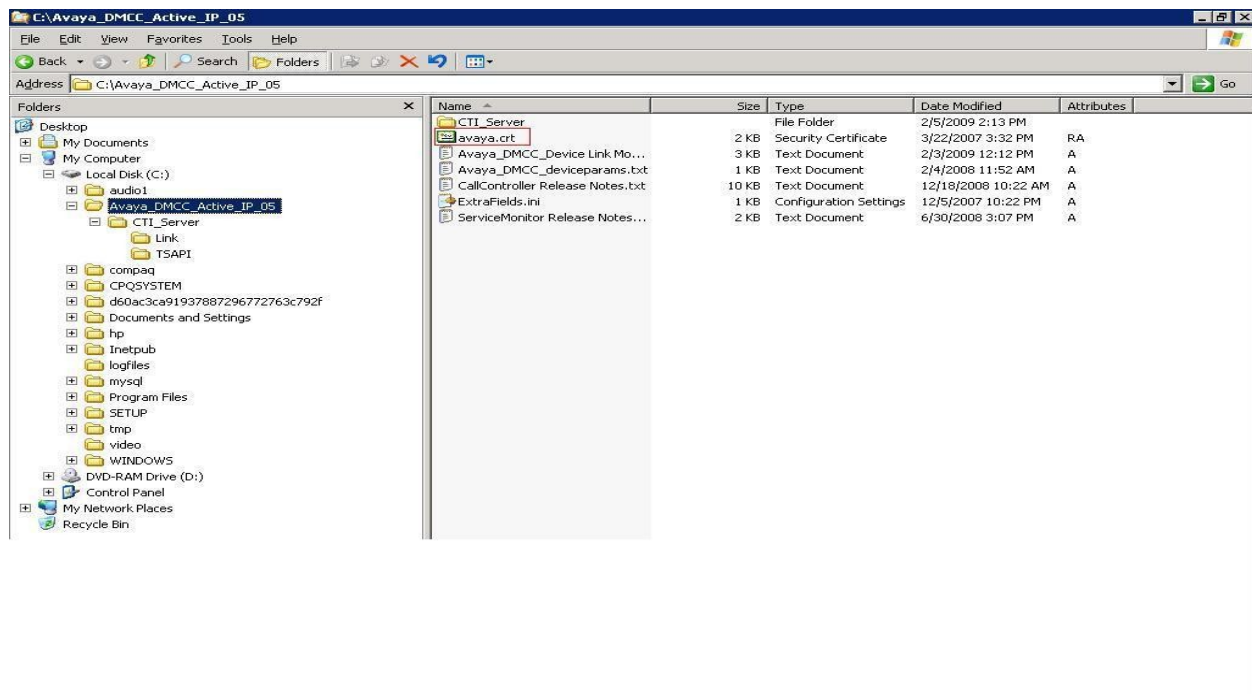 C:\Avaya_DMCC_Active_IP_05
File Edit View Favorites Tools Help
Back Search Folders
Address C:\Avaya_DMCC_Active_IP_05 Go
Folders
Desktop
My Documents
My Computer
Local Disk (C:)
audio1
Avaya_DMCC_Active_IP_05
CTI_Server
Link
TSAPI
compaq
CPQSYSTEM
d60ac3ca91937887296772763c792f
Documents and Settings
hp
Inetpub
logfiles
mysql
Program Files
SETUP
tmp
video
WINDOWS
DVD-RAM Drive (D:)
Control Panel
My Network Places
Recycle Bin
Name Size Type Date Modified Attributes
CTI_Server File Folder 2/5/2009 2:13 PM
avaya.crt 2 KB Security Certificate 3/22/2007 3:32 PM RA
Avaya_DMCC_Device Link Mo... 3 KB Text Document 2/3/2009 12:12 PM A
Avaya_DMCC_deviceparams.txt 1 KB Text Document 2/4/2008 11:52 AM A
CallController Release Notes.txt 10 KB Text Document 12/18/2008 10:22 AM A
ExtraFields.ini 1 KB Configuration Settings 12/5/2007 10:22 PM A
ServiceMonitor Release Notes... 2 KB Text Document 6/30/2008 3:07 PM A